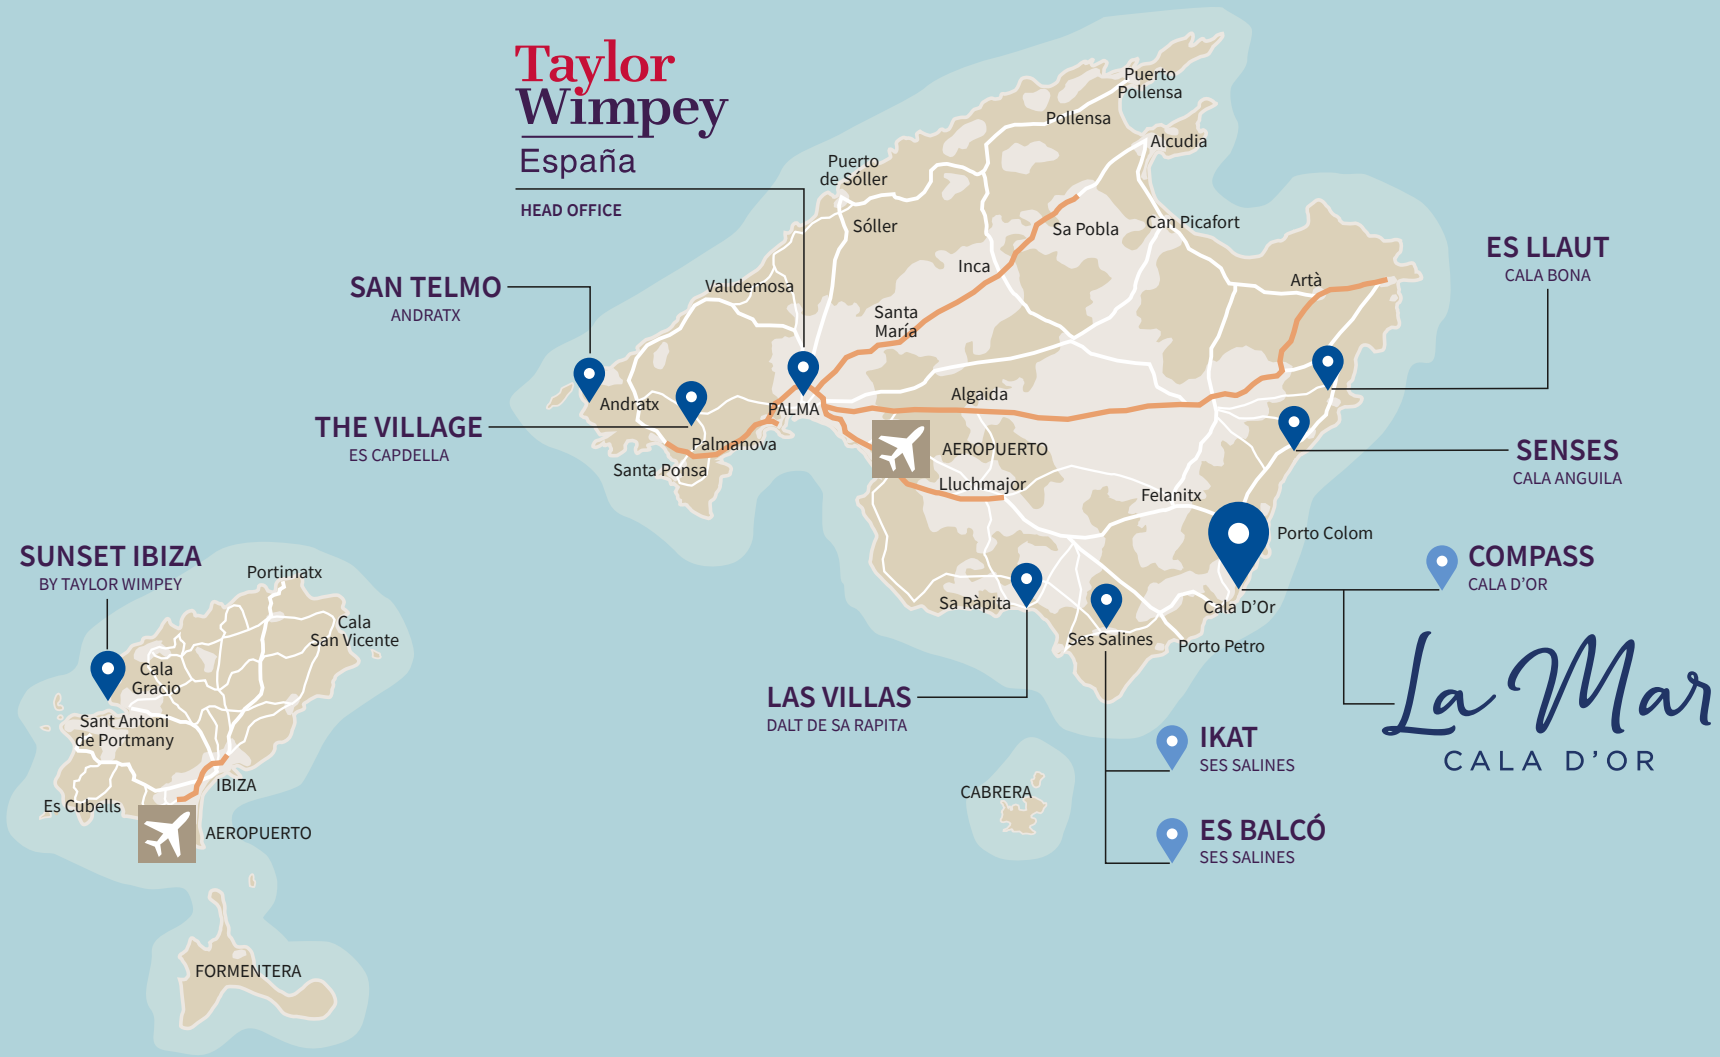 Taylor
Wimpey
España
HEAD OFFICE
Puerto
Pollensa
Pollensa
Alcudia
Puerto
de Sóller
Sóller
Sa Pobla
Can Picafort
Inca
Artà
ES LLAUT
CALA BONA
SAN TELMO
ANDRATX
Valldemosa
Santa
María
Algaida
Andratx
PALMA
THE VILLAGE
ES CAPDELLA
Palmanova
Santa Ponsa
AEROPUERTO
SENSES
CALA ANGUILA
Lluchmajor
Felanitx
Porto Colom
SUNSET IBIZA
BY TAYLOR WIMPEY
Portimatx
COMPASS
CALA D'OR
Sa Ràpita
Cala D'Or
Cala
San Vicente
Ses Salines
Porto Petro
Cala
Gracio
La Mar
CALA D'OR
LAS VILLAS
DALT DE SA RAPITA
Sant Antoni
de Portmany
IKAT
SES SALINES
IBIZA
CABRERA
Es Cubells
AEROPUERTO
ES BALCÓ
SES SALINES
FORMENTERA